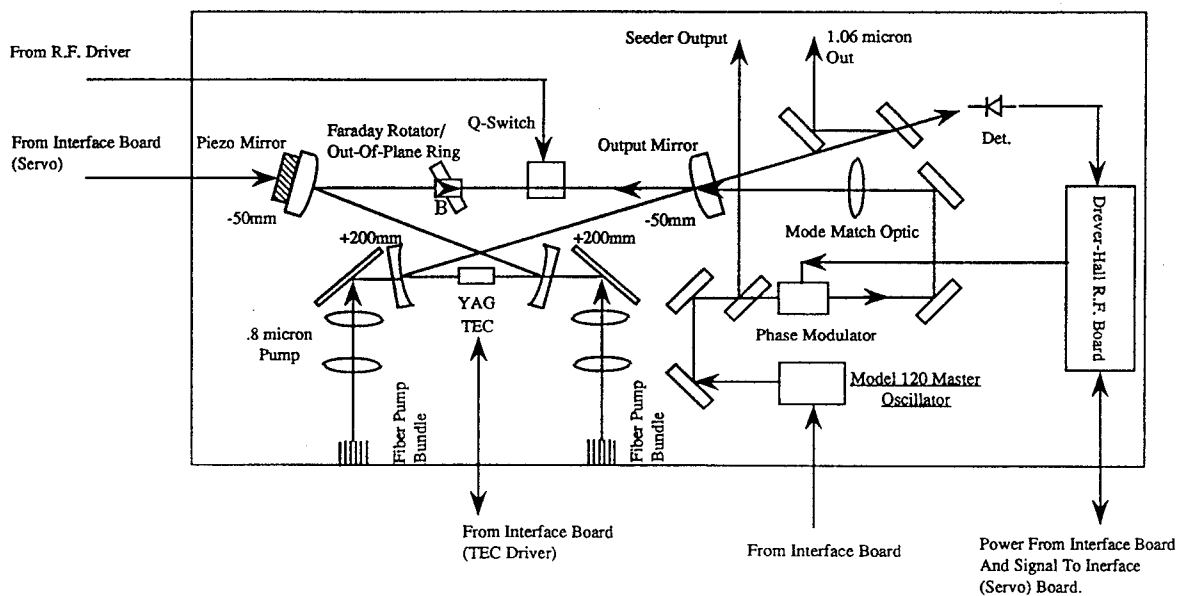 From R.F. Driver
Seeder Output
1.06 micron
Out
From Interface Board
(Servo)
Piezo Mirror
Faraday Rotator/
Out-Of-Plane Ring
Q-Switch
Output Mirror
Det.
B
-50mm
-50mm
+200mm
+200mm
Mode Match Optic
Drever-Hall R.F. Board
YAG
TEC
.8 micron
Pump
Phase Modulator
Model 120 Master
Oscillator
Fiber Pump
Bundle
Fiber Pump
Bundle
From Interface Board
(TEC Driver)
From Interface Board
Power From Interface Board
And Signal To Inerface
(Servo) Board.